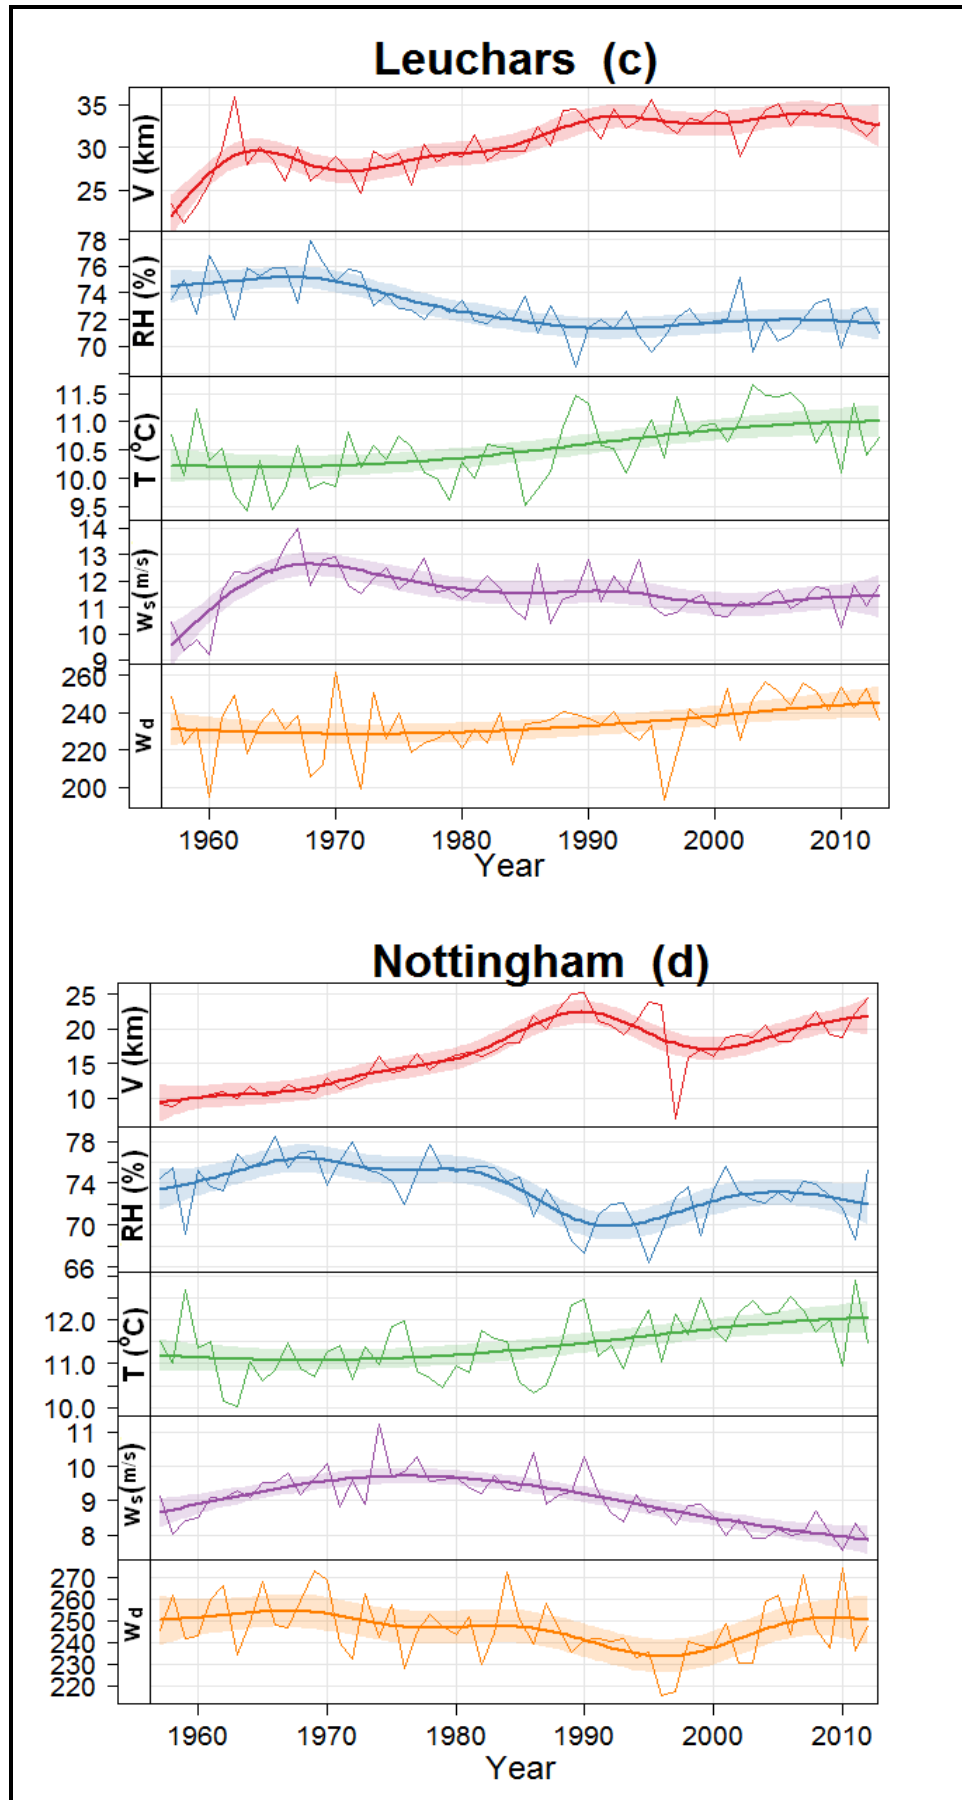 Leuchars (c)
V (km)
35
30
25
RH (%)
78
76
74
72
70
T (°C)
11.5
11.0
10.5
10.0
9.5
Ws(m/s)
14
13
12
11
10
9
Wd
260
240
220
200
1960 1970 1980 1990 2000 2010
Year
Nottingham (d)
V (km)
25
20
15
10
RH (%)
78
74
70
66
T (°C)
12.0
11.0
10.0
Ws(m/s)
11
10
9
8
Wd
270
260
250
240
230
220
1960 1970 1980 1990 2000 2010
Year